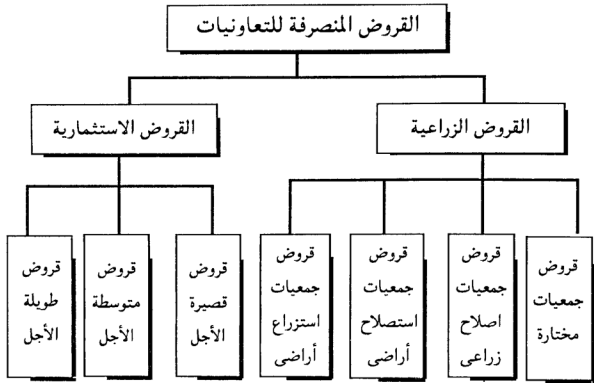 القروض المنصرفة للتعاونيات
القروض الزراعية
القروض الاستثمارية
قروض
جمعيات
مختارة
قروض
جمعيات
اصلاح
زراعى
قروض
جمعيات
استصلاح
أراضى
قروض
جمعيات
استزراع
أراضى
قروض
قصيرة
الأجل
قروض
متوسطة
الأجل
قروض
طويلة
الأجل